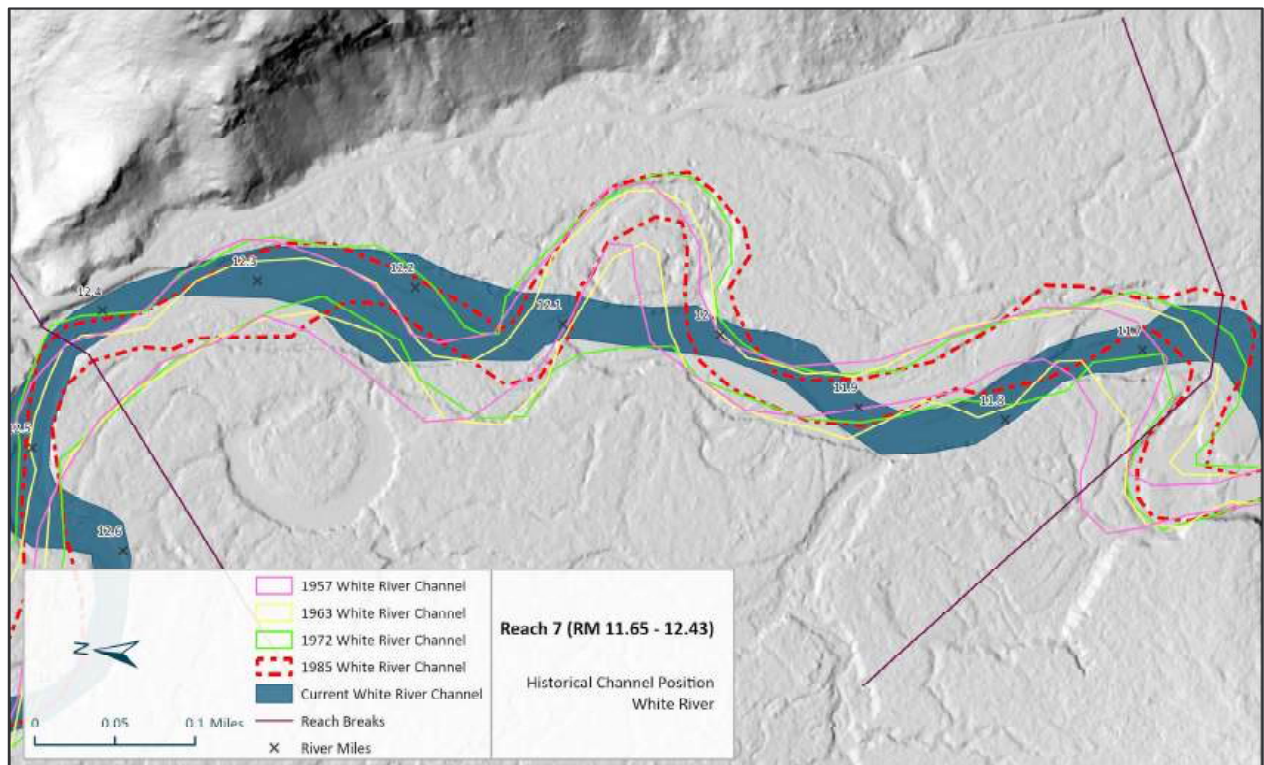 12.3
12.2
12.4
12.1
12
11.7
11.9
11.8
12.5
12.6
1957 White River Channel
1963 White River Channel
1972 White River Channel
1985 White River Channel
Current White River Channel
Reach Breaks
River Miles
N
0 0.05 0.1 Miles
Reach 7 (RM 11.65 - 12.43)
Historical Channel Position
White River